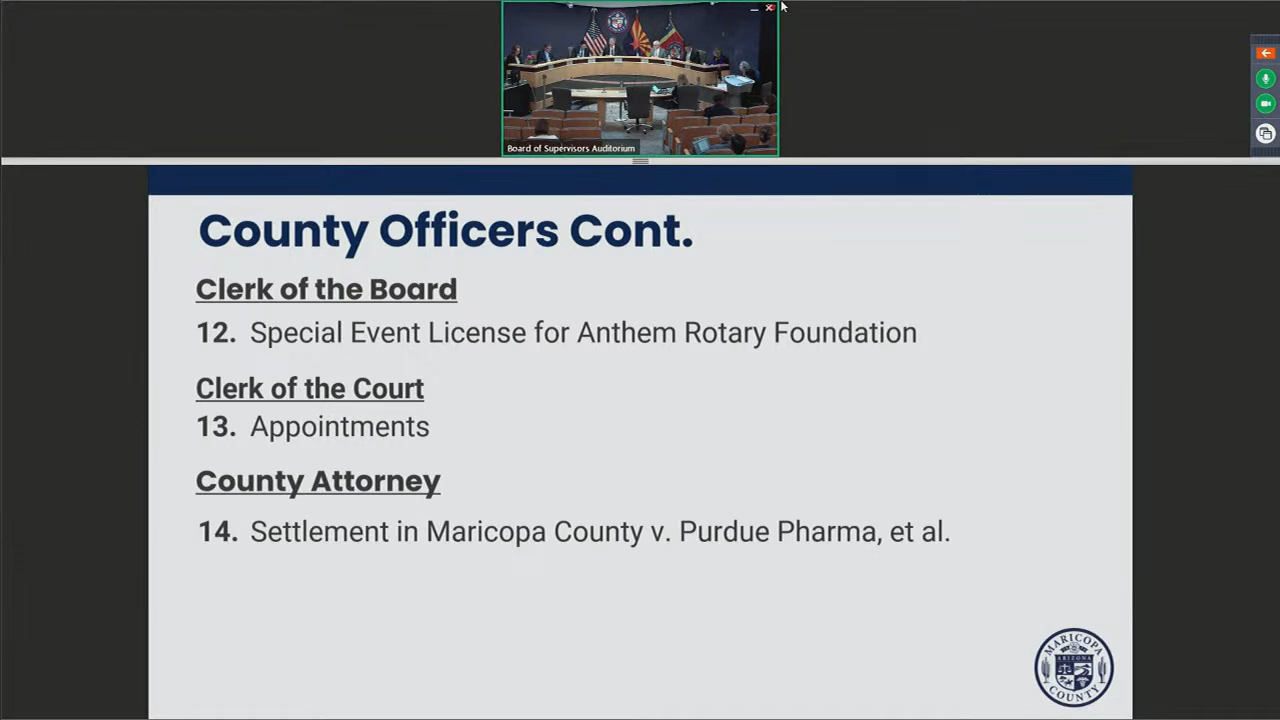 Board of Supervisors Auditorium
County Officers Cont.
Clerk of the Board
12. Special Event License for Anthem Rotary Foundation
Clerk of the Court
13. Appointments
County Attorney
14. Settlement in Maricopa County v. Purdue Pharma, et al.
MARICOPA
ARIZONA
COUNTY